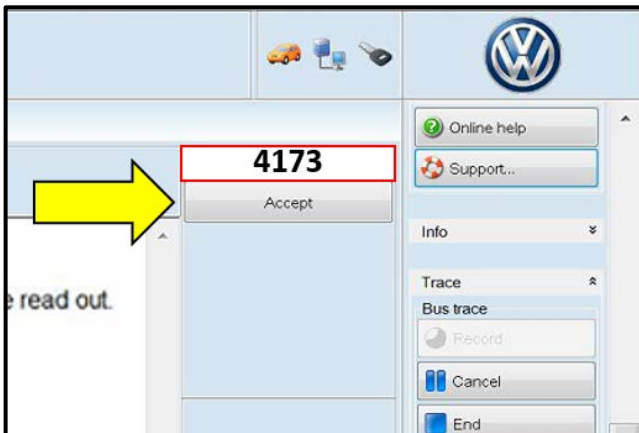 Online help
4173
Support...
Accept
Info
Trace
e read out.
Bus trace
Record
Cancel
End